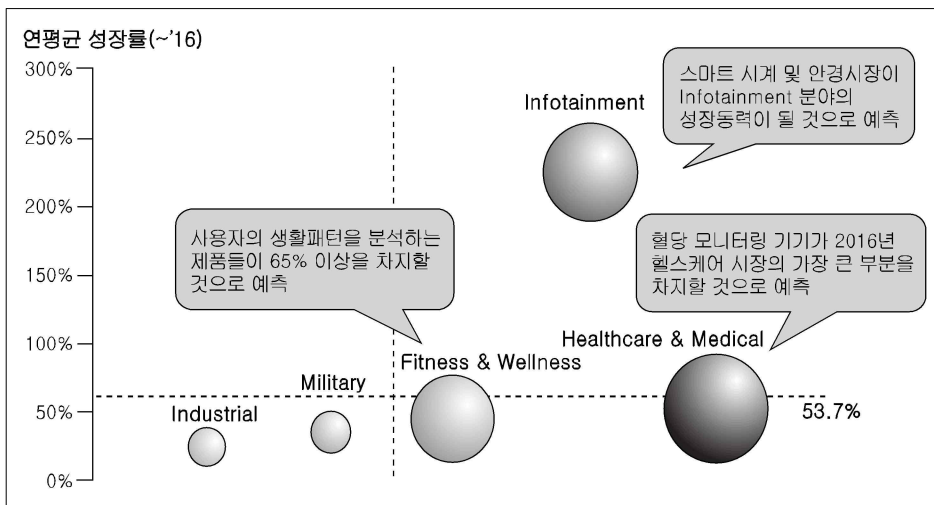 연평균 성장률(~'16)
300%
250%
200%
150%
100%
50%
0%
Infotainment
스마트 시계 및 안경시장이
Infotainment 분야의
성장동력이 될 것으로 예측
사용자의 생활패턴을 분석하는
제품들이 65% 이상을 차지할
것으로 예측
혈당 모니터링 기기가 2016년
헬스케어 시장의 가장 큰 부분을
차지할 것으로 예측
Healthcare & Medical
Fitness & Wellness
Military
Industrial
53.7%